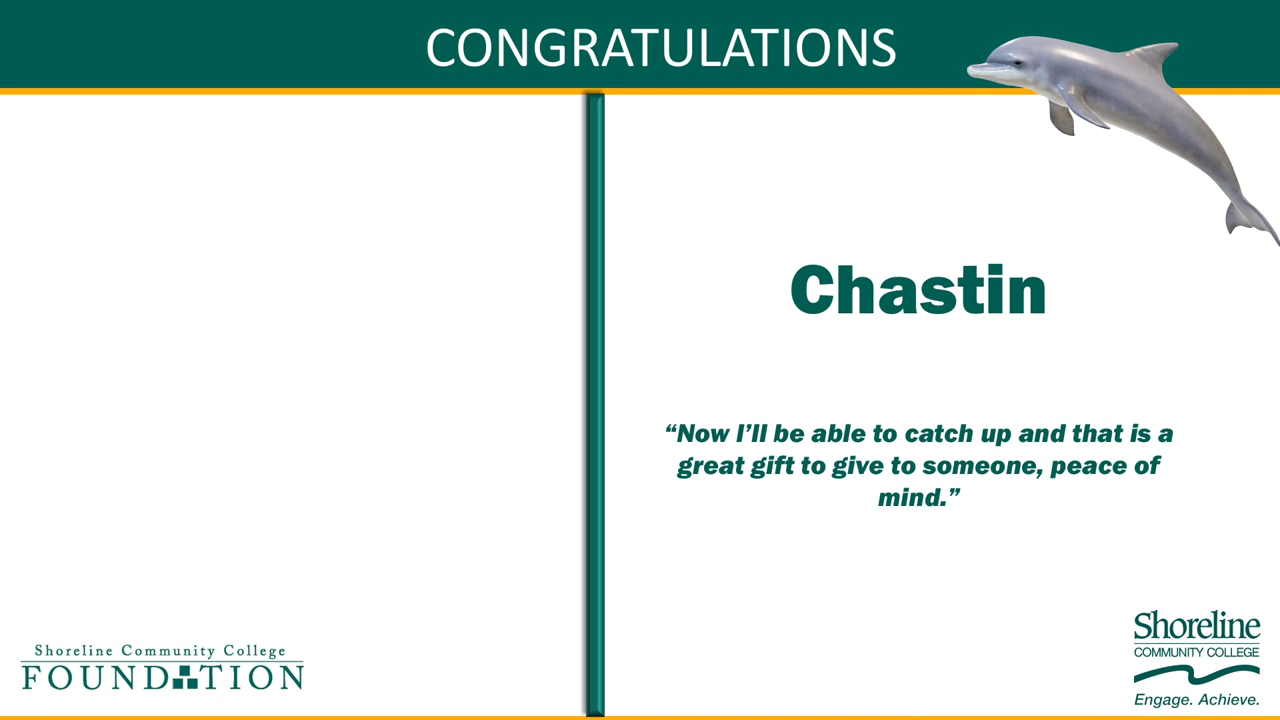 CONGRATULATIONS
Chastin
“Now I’ll be able to catch up and that is a
great gift to give to someone, peace of
mind.”
Shoreline Community College
FOUNDATION
Shoreline
COMMUNITY COLLEGE
Engage. Achieve.